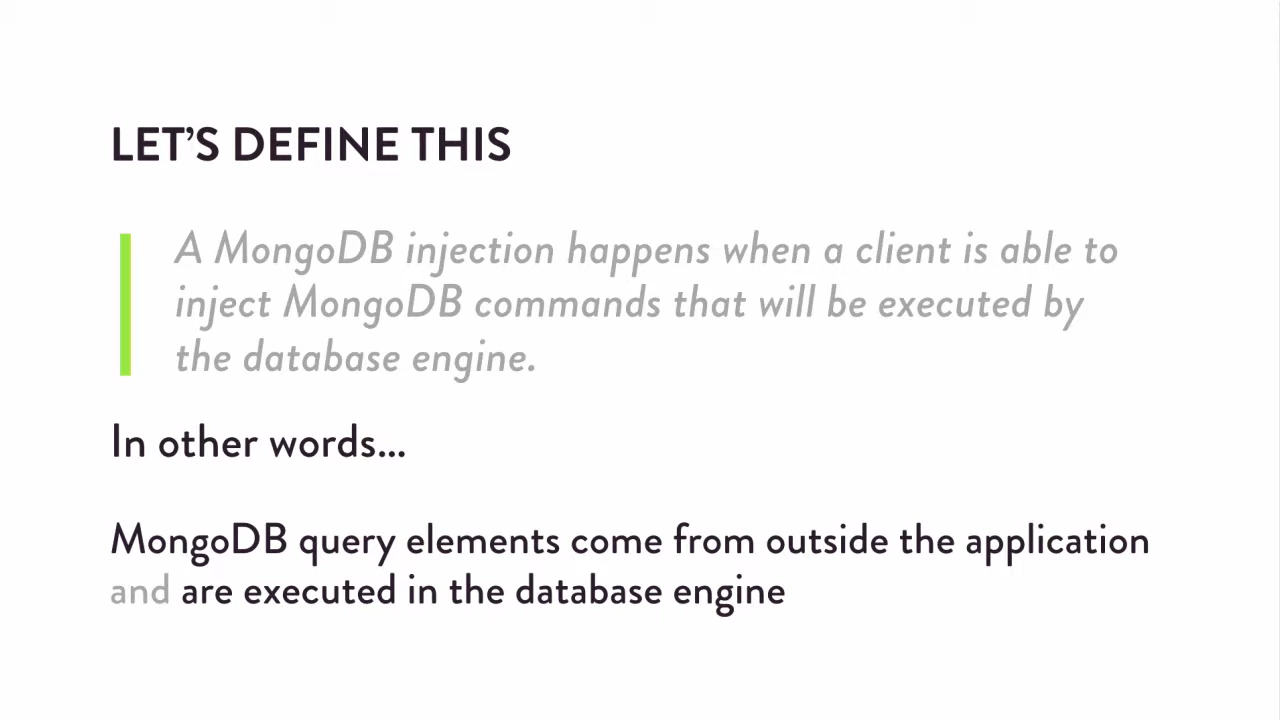 LET’S DEFINE THIS
A MongoDB injection happens when a client is able to
inject MongoDB commands that will be executed by
the database engine.
In other words...
MongoDB query elements come from outside the application
and are executed in the database engine